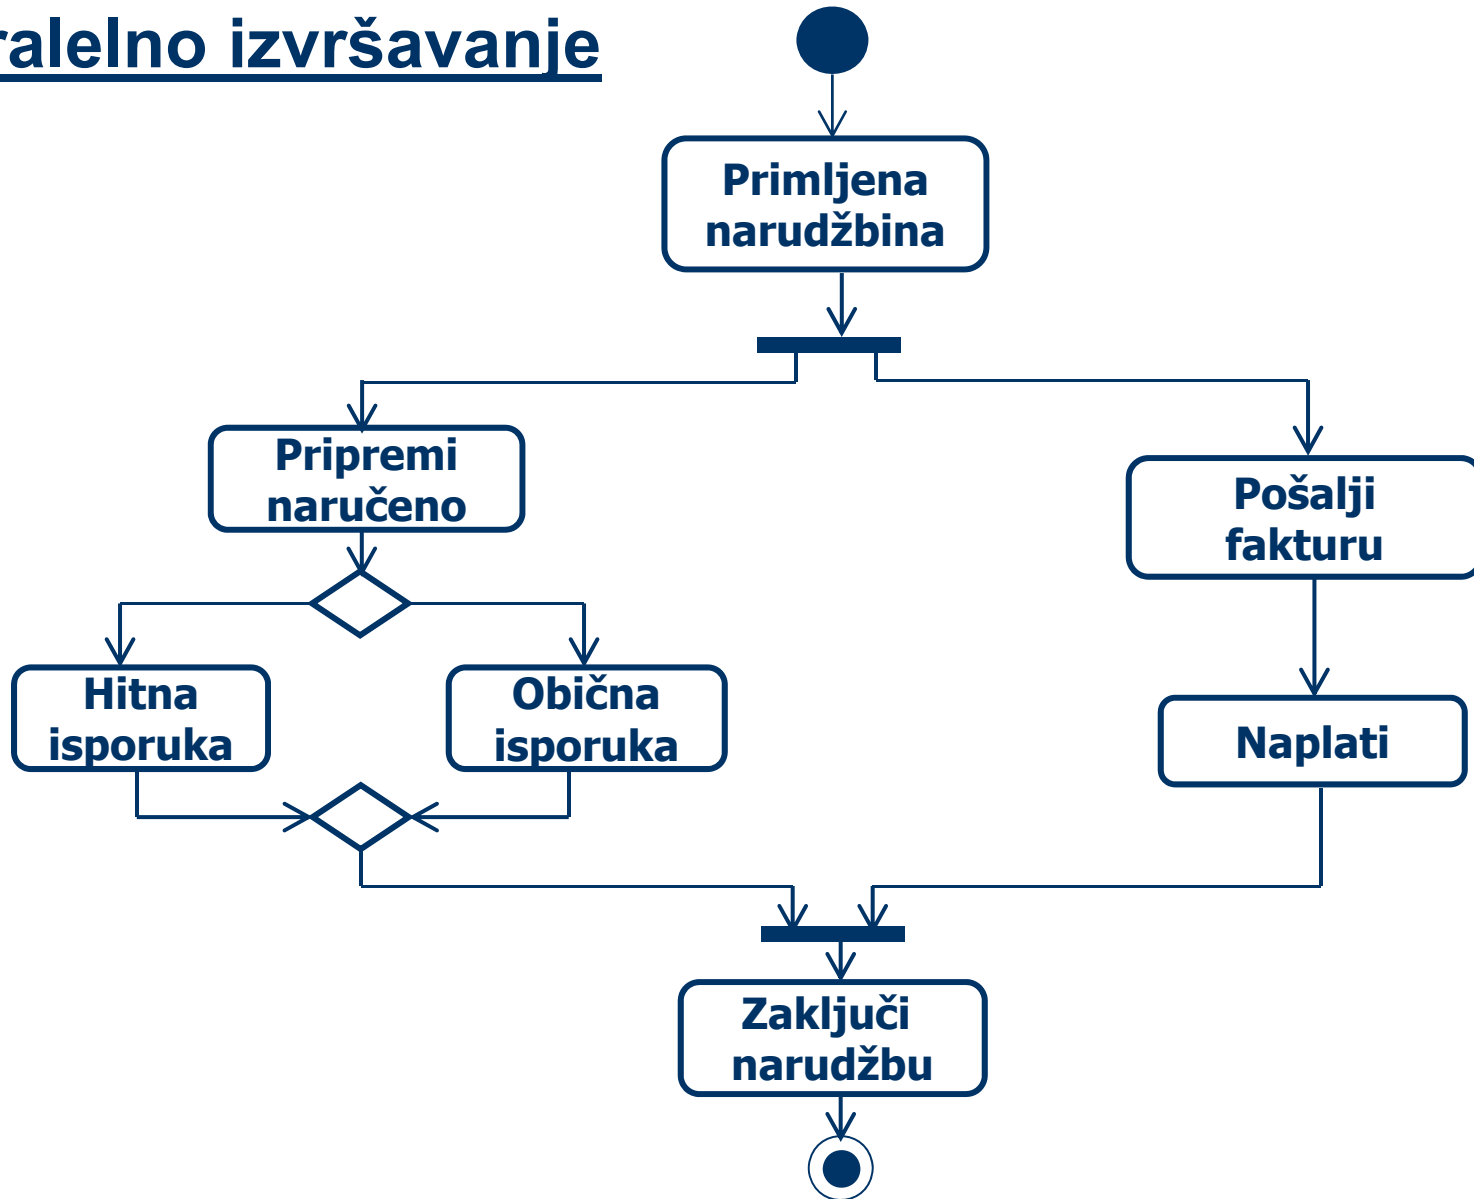 ralelno izvršavanje
Primljena
narudžbina
Pripremi
naručeno
Pošalji
fakturu
Hitna
isporuka
Obična
isporuka
Naplati
Zaključi
narudžbu